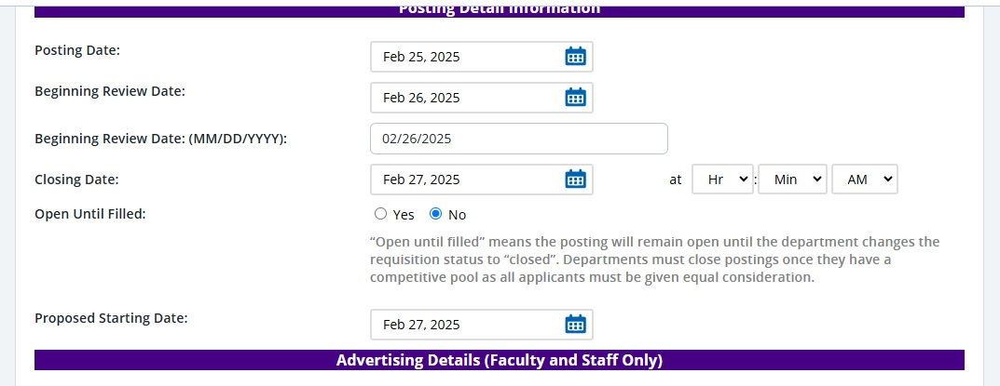 Posting Detail Information
Posting Date: Feb 25, 2025
Beginning Review Date: Feb 26, 2025
Beginning Review Date: (MM/DD/YYYY): 02/26/2025
Closing Date: Feb 27, 2025 at Hr : Min AM
Open Until Filled: Yes No
“Open until filled” means the posting will remain open until the department changes the
requisition status to “closed”. Departments must close postings once they have a
competitive pool as all applicants must be given equal consideration.
Proposed Starting Date: Feb 27, 2025
Advertising Details (Faculty and Staff Only)